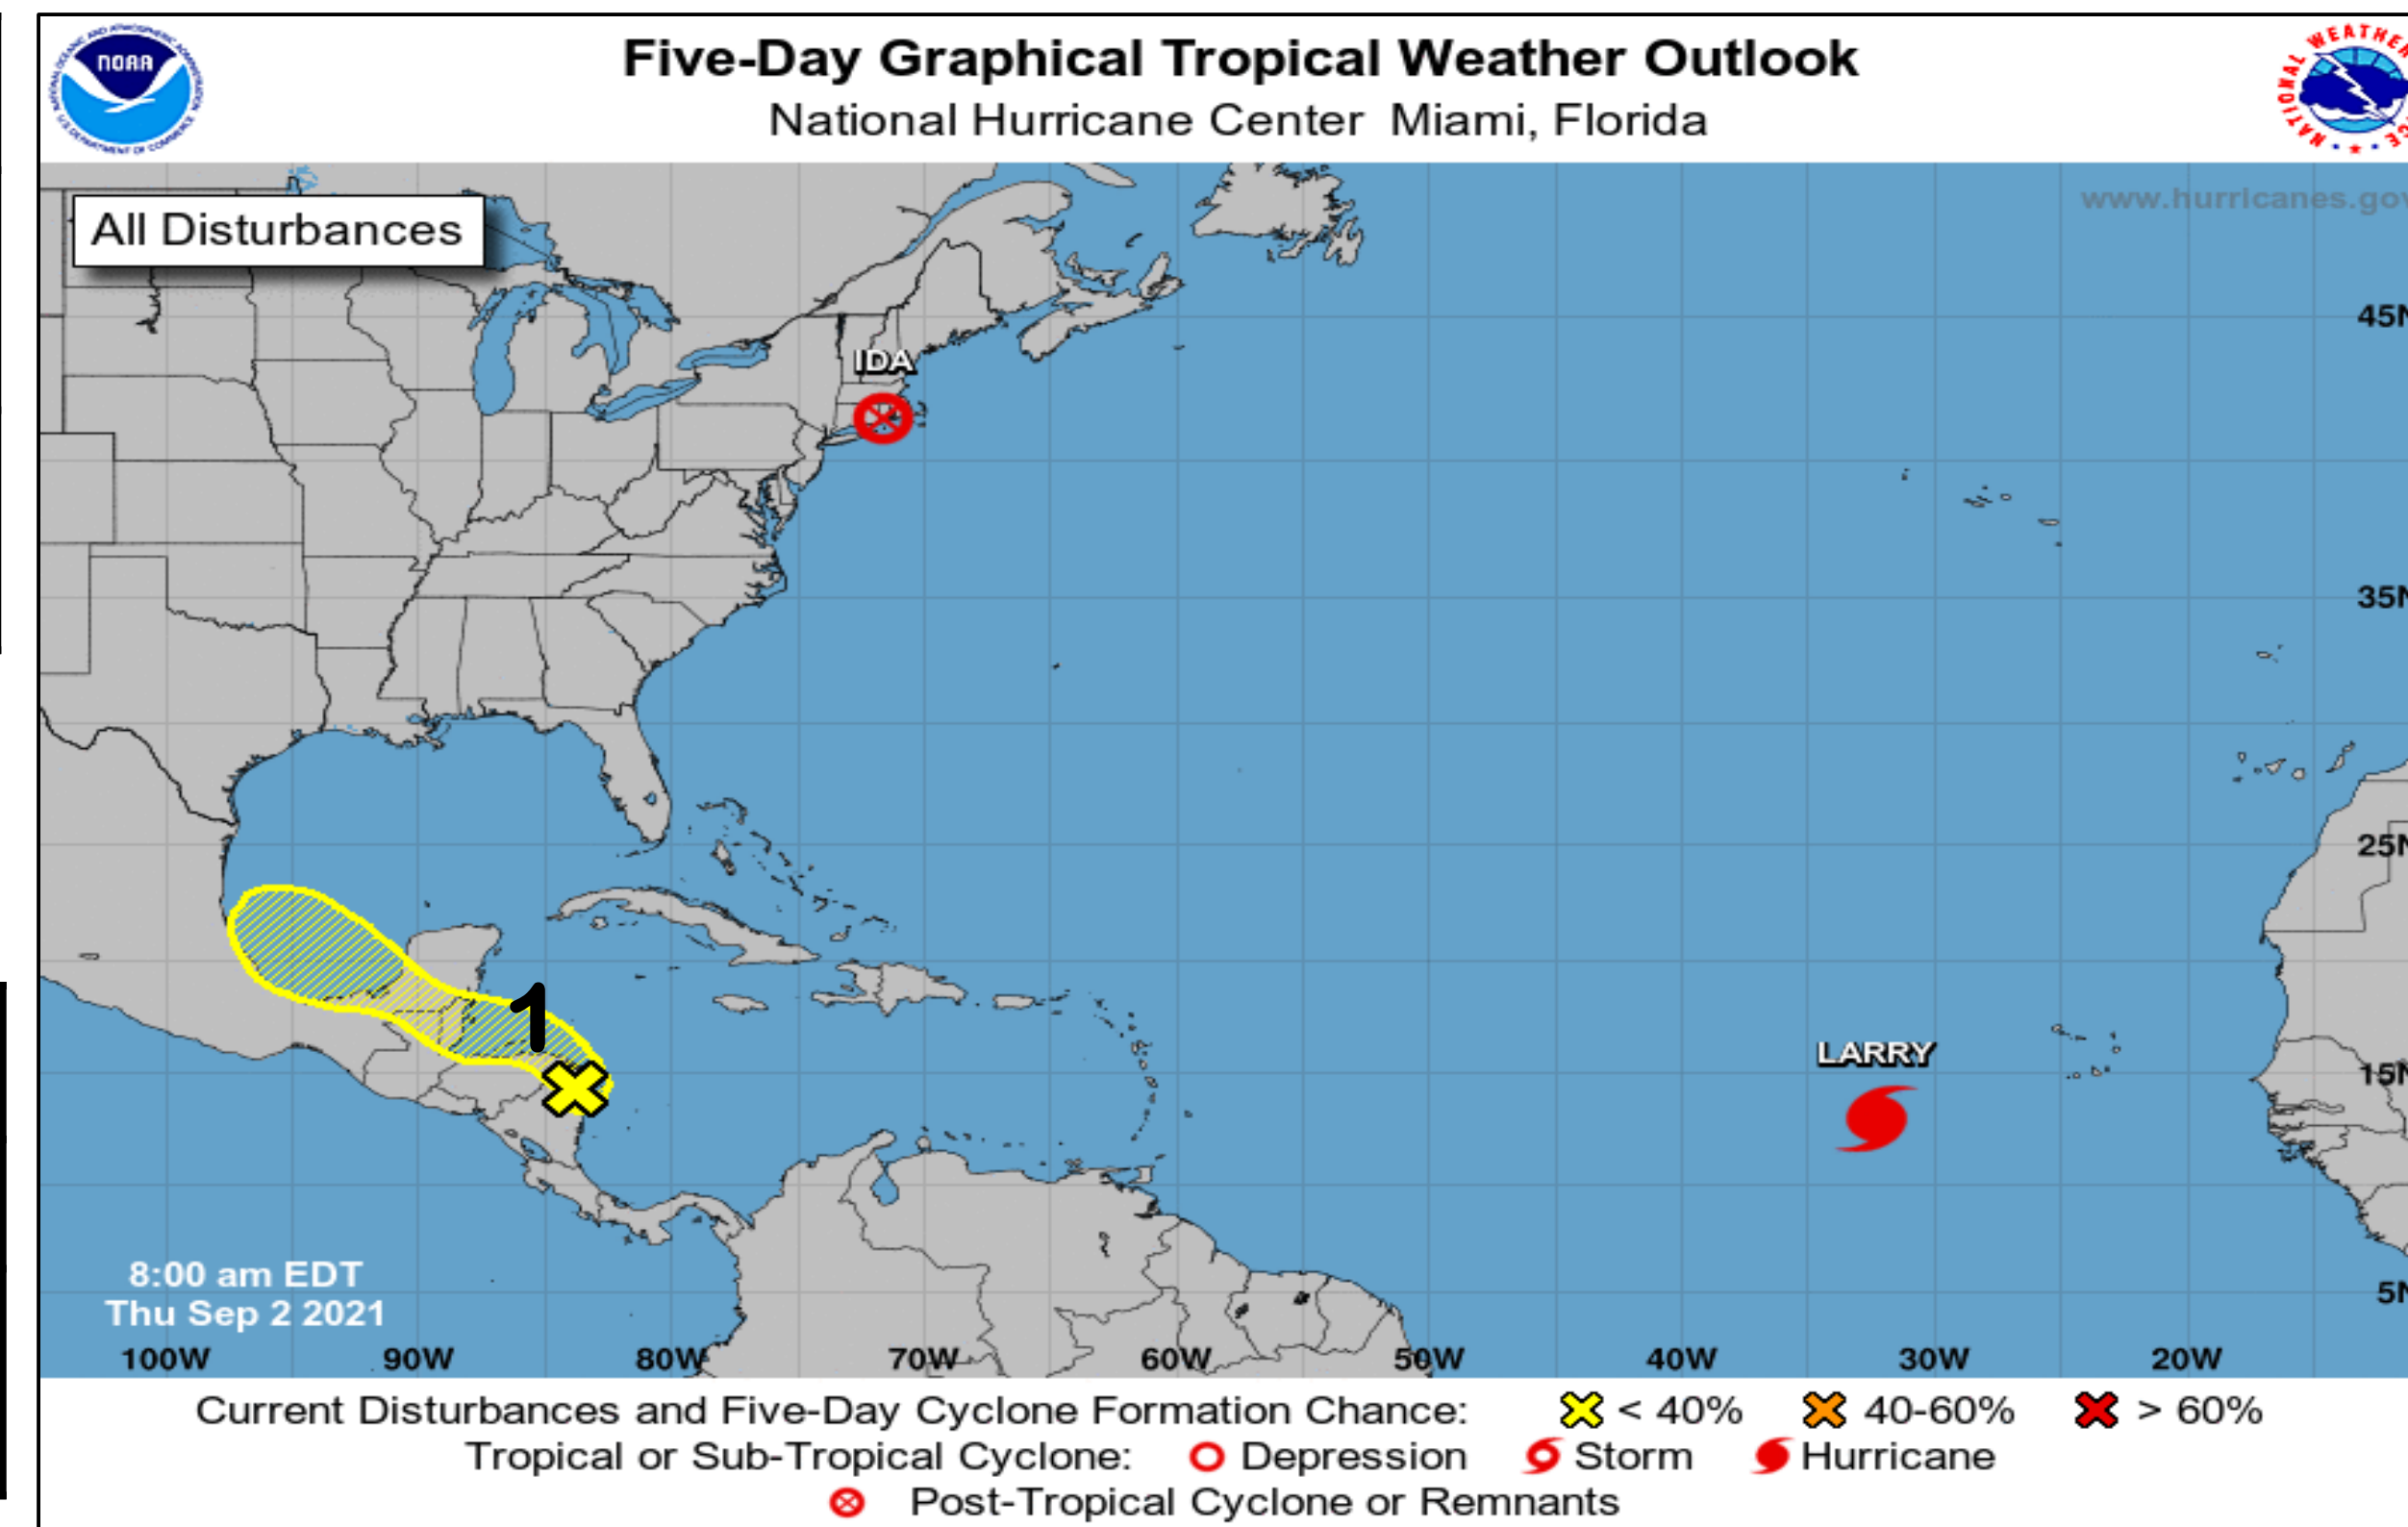 Five-Day Graphical Tropical Weather Outlook
National Hurricane Center Miami, Florida
NOAA
NATIONAL WEATHER
www.hurricanes.gov
All Disturbances
45N
IDA
35N
25N
1
LARRY
15N
8:00 am EDT
Thu Sep 2 2021
5N
100W 90W 80W 70W 60W 50W 40W 30W 20W
Current Disturbances and Five-Day Cyclone Formation Chance: < 40% 40-60% > 60%
Tropical or Sub-Tropical Cyclone: Depression Storm Hurricane
Post-Tropical Cyclone or Remnants